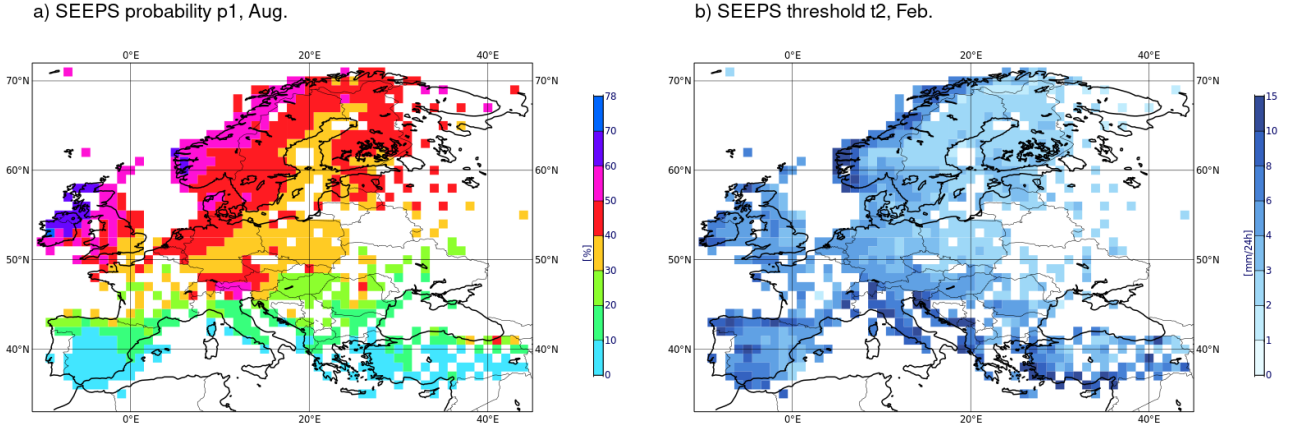 a) SEEPS probability p1, Aug.
b) SEEPS threshold t2, Feb.
0°E 20°E 40°E
0°E 20°E 40°E
70°N 70°N
70°N 70°N
60°N 60°N
60°N 60°N
50°N 50°N
50°N 50°N
40°N 40°N
40°N 40°N
0°E 20°E 40°E
0°E 20°E 40°E
78
70
60
50
40
30
20
10
0
[%]
15
10
8
6
4
3
2
1
0
[mm/24h]